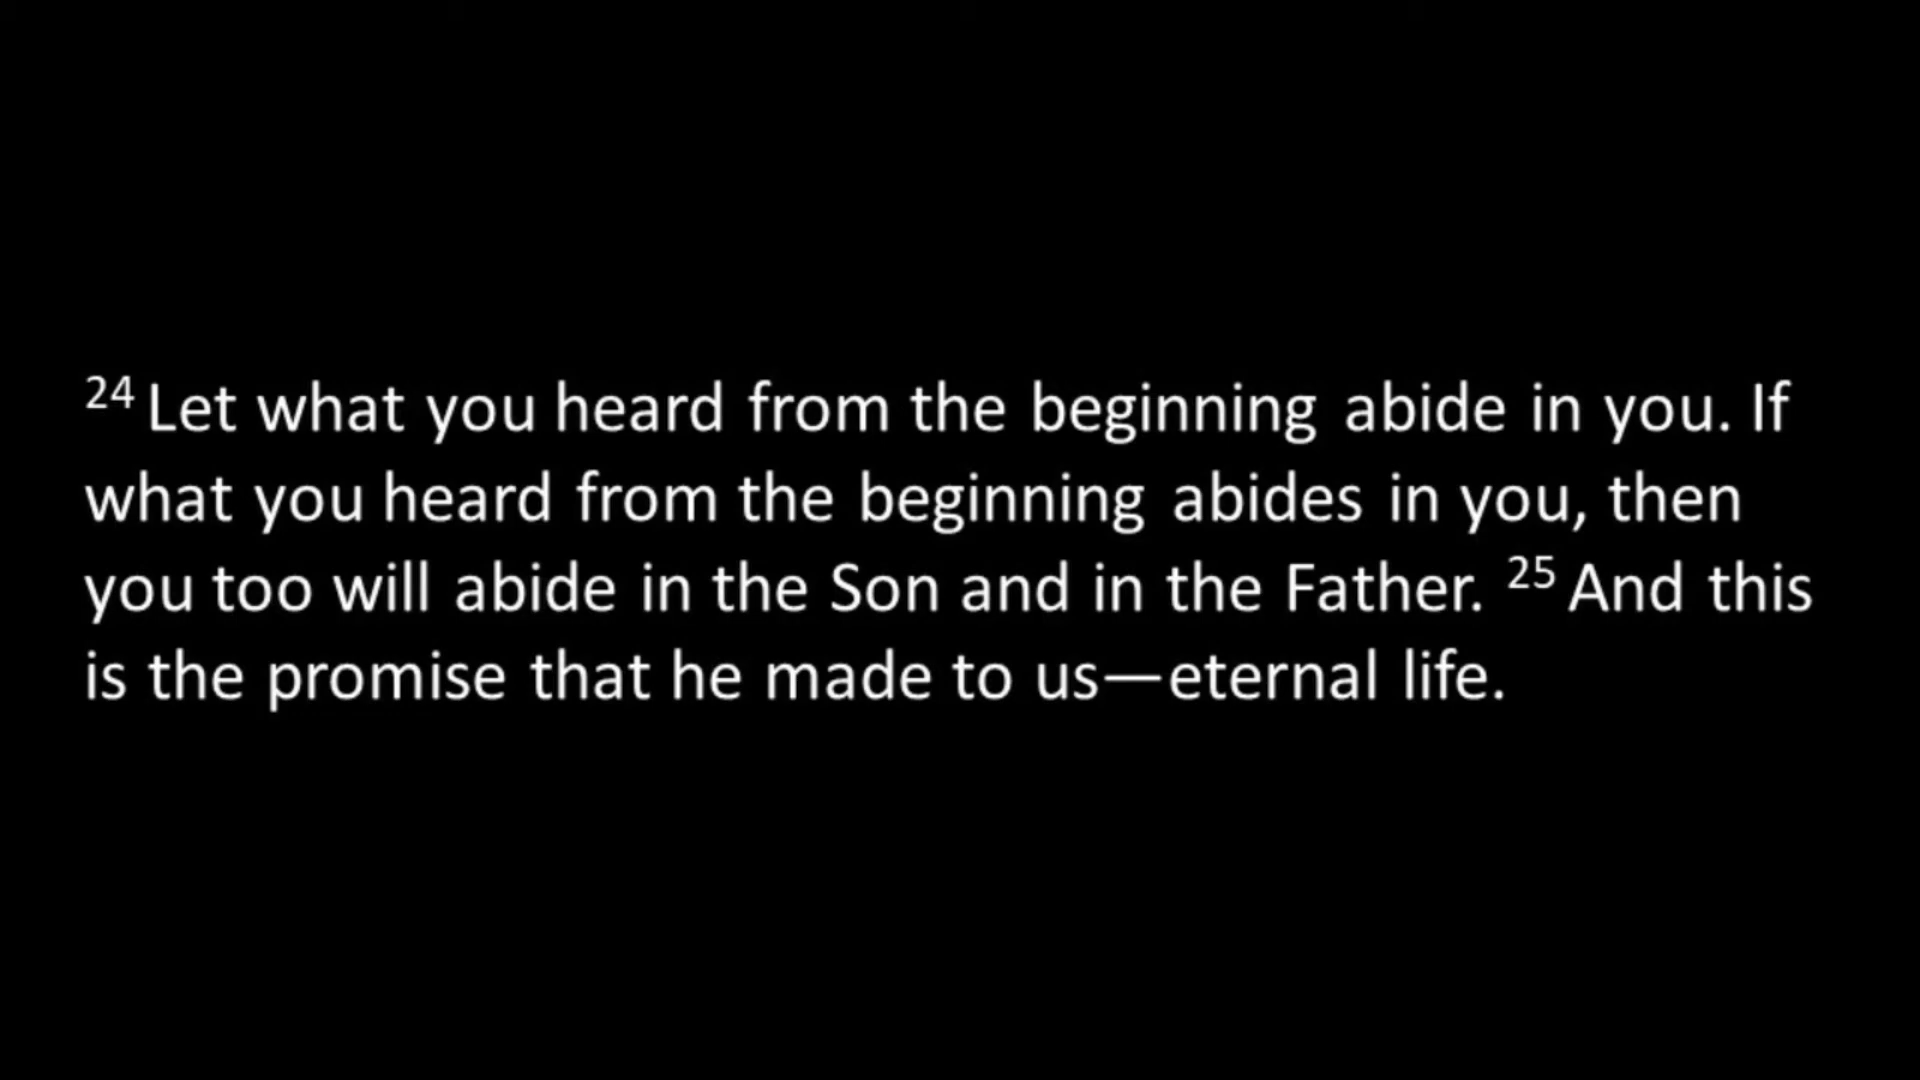 24 Let what you heard from the beginning abide in you. If
what you heard from the beginning abides in you, then
you too will abide in the Son and in the Father. 25 And this
is the promise that he made to us—eternal life.